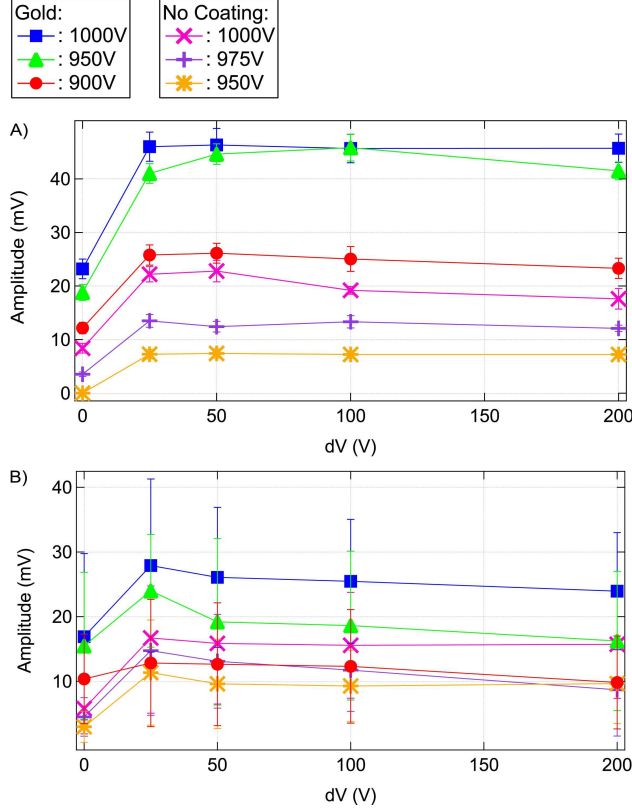 Gold: No Coating:
: 1000V : 1000V
: 950V : 975V
: 900V : 950V
A)
40
30
20
10
0
Amplitude (mV)
0 50 100 150 200
dV (V)
B)
40
30
20
10
Amplitude (mV)
0 50 100 150 200
dV (V)